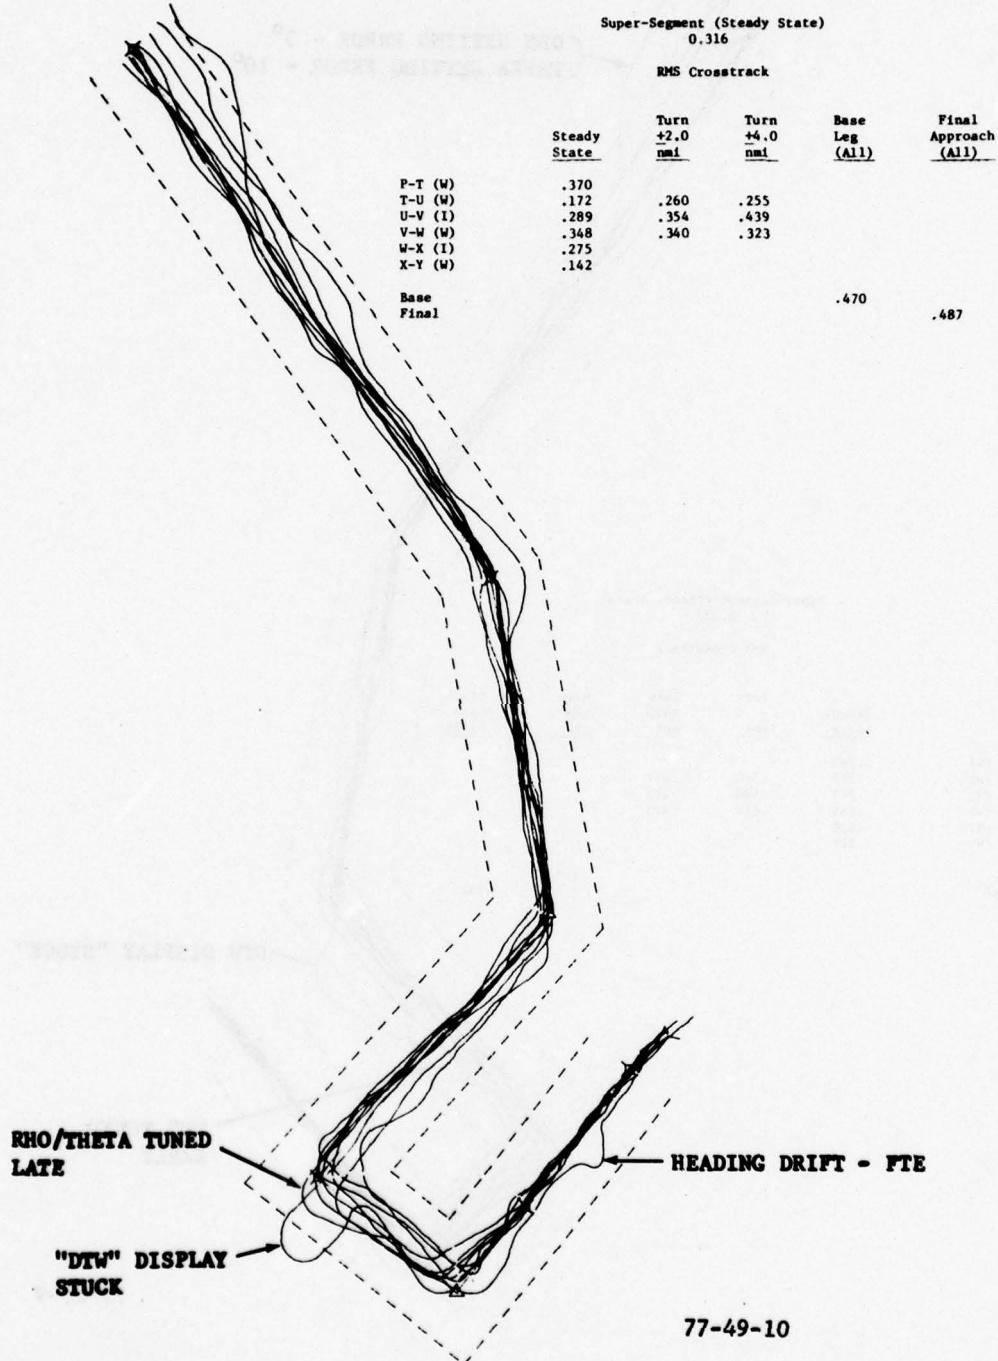 Super-Segment (Steady State)
0.316
RMS Crosstrack
Steady State Turn ±2.0 nmi Turn ±4.0 nmi Base Leg (All) Final Approach (All)
P-T (W) .370
T-U (W) .172 .260 .255
U-V (I) .289 .354 .439
V-W (W) .348 .340 .323
W-X (I) .275
X-Y (W) .142
Base .470
Final .487
RHO/THETA TUNED
LATE
HEADING DRIFT - FTE
"DTW" DISPLAY
STUCK
77-49-10